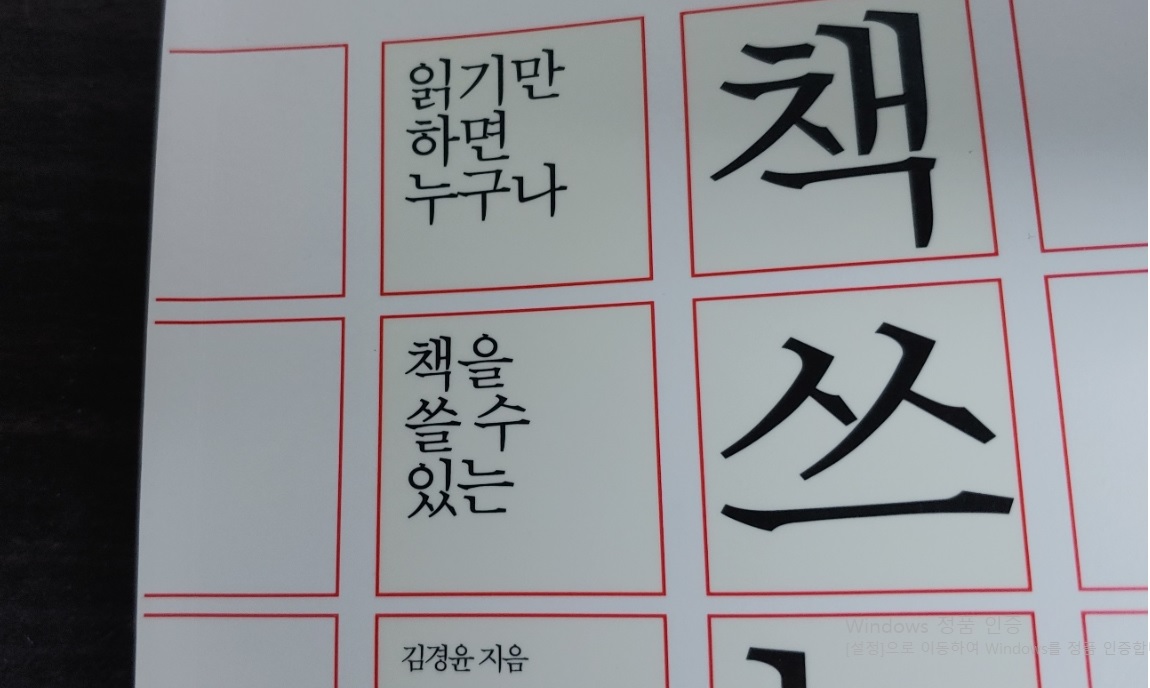 읽기만
하면
누구나
책
책을
쓸 수
있는
쓰
김경윤 지음
Windows 정품 인증
[설정]으로 이동하여 Windows를 정품 인증합